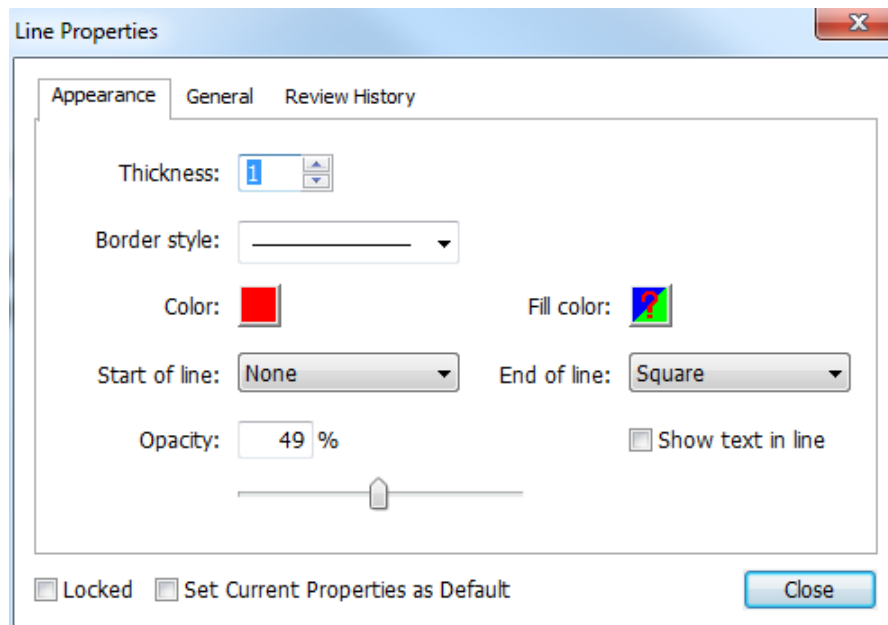 Line Properties
Appearance General Review History
Thickness: 1
Border style:
Color: Fill color: ?
Start of line: None End of line: Square
Opacity: 49 % Show text in line
Locked Set Current Properties as Default Close